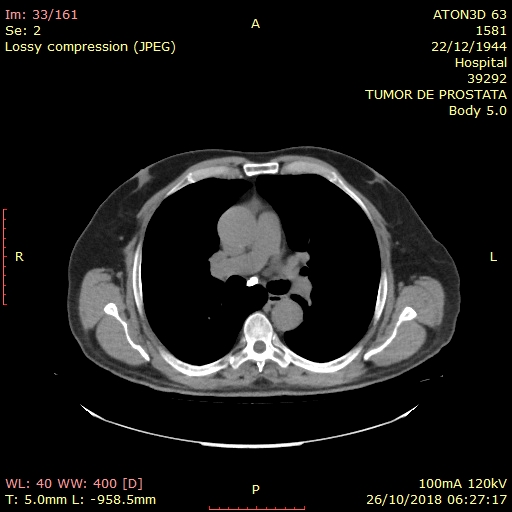 Im: 33/161
Se: 2
Lossy compression (JPEG)
A
ATON3D 63
1581
22/12/1944
Hospital
39292
TUMOR DE PROSTATA
Body 5.0
R
L
WL: 40 WW: 400 [D]
T: 5.0mm L: -958.5mm
P
100mA 120kV
26/10/2018 06:27:17